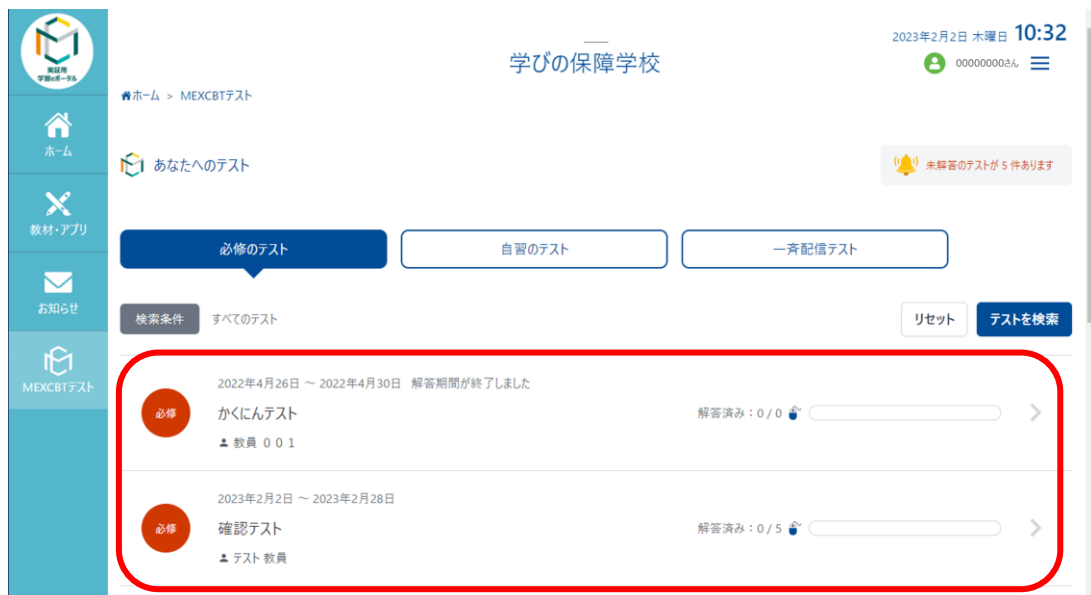 実証用
学習eポータル
ホーム
教材・アプリ
お知らせ
MEXCBTテスト
学びの保障学校
2023年2月2日 木曜日 10:32
00000000さん
ホーム > MEXCBTテスト
あなたへのテスト
未解答のテストが 5 件あります
必修のテスト
自習のテスト
一斉配信テスト
検索条件
すべてのテスト
リセット
テストを検索
2022年4月26日 ～ 2022年4月30日 解答期間が終了しました
必修
かくにんテスト
解答済み：0 / 0
教員 ００１
2023年2月2日 ～ 2023年2月28日
必修
確認テスト
解答済み：0 / 5
テスト 教員